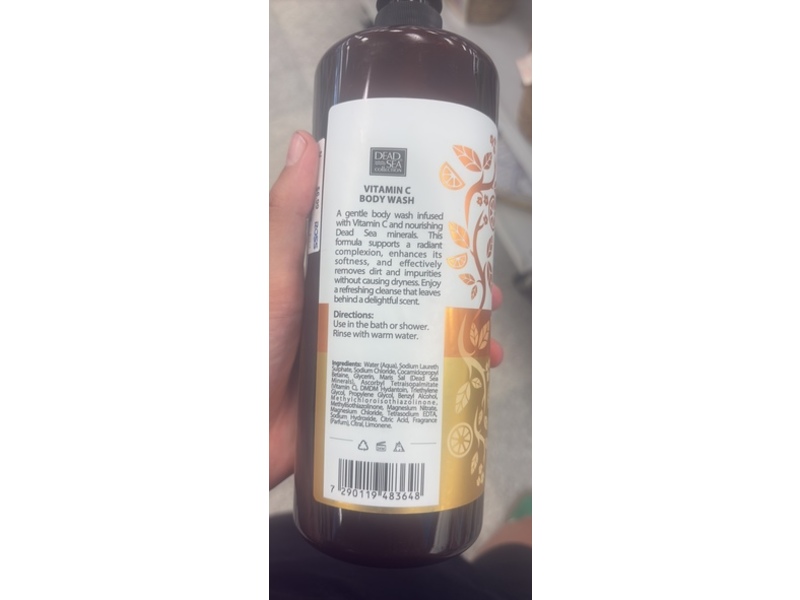 DEAD
SEA
collection
VITAMIN C
BODY WASH
A gentle body wash infused
with Vitamin C and nourishing
Dead Sea minerals. This
formula supports a radiant
complexion, enhances its
softness, and effectively
removes dirt and impurities
without causing dryness. Enjoy
a refreshing cleanse that leaves
behind a delightful scent.
Directions:
Use in the bath or shower.
Rinse with warm water.
Ingredients: Water (Aqua), Sodium Laureth
Sulphate, Sodium Chloride, Cocamidopropyl
Betaine, Glycerin, Maris Sal (Dead Sea
Minerals), Ascorbyl Tetraisopalmitate
(Vitamin C), DMDM Hydantoin, Triethylene
Glycol, Propylene Glycol, Benzyl Alcohol,
Methylchloroisothiazolinone,
Methylisothiazolinone, Magnesium Nitrate,
Magnesium Chloride, Tetrasodium EDTA,
Sodium Hydroxide, Citric Acid, Fragrance
(Parfum), Citral, Limonene.
7 290119 483648